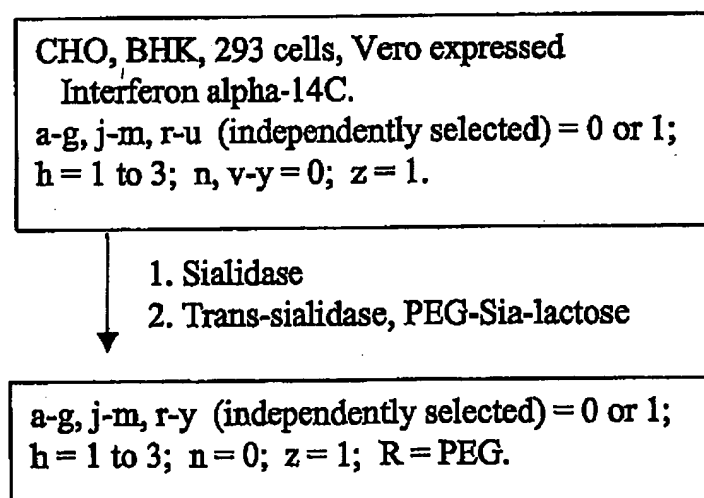 CHO, BHK, 293 cells, Vero expressed
Interferon alpha-14C.
a-g, j-m, r-u (independently selected) = 0 or 1;
h = 1 to 3; n, v-y = 0; z = 1.
1. Sialidase
2. Trans-sialidase, PEG-Sia-lactose
a-g, j-m, r-y (independently selected) = 0 or 1;
h = 1 to 3; n = 0; z = 1; R = PEG.